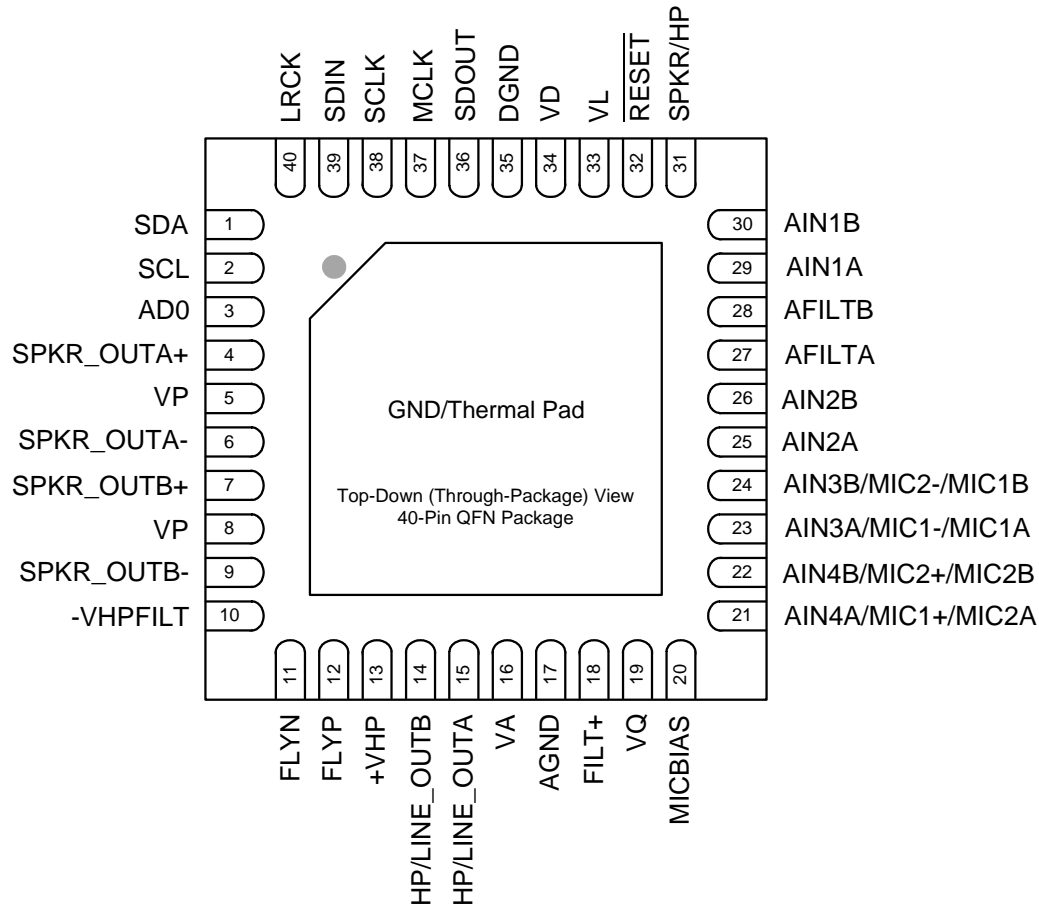 LRCK
SDIN
SCLK
MCLK
SDOUT
DGND
VD
VL
RESET
SPKR/HP
40
39
38
37
36
35
34
33
32
31
SDA 1
SCL 2
AD0 3
SPKR_OUTA+ 4
VP 5
SPKR_OUTA- 6
SPKR_OUTB+ 7
VP 8
SPKR_OUTB- 9
-VHPFILT 10
GND/Thermal Pad
Top-Down (Through-Package) View
40-Pin QFN Package
30 AIN1B
29 AIN1A
28 AFILTB
27 AFILTA
26 AIN2B
25 AIN2A
24 AIN3B/MIC2-/MIC1B
23 AIN3A/MIC1-/MIC1A
22 AIN4B/MIC2+/MIC2B
21 AIN4A/MIC1+/MIC2A
11
12
13
14
15
16
17
18
19
20
FLYN
FLYP
+VHP
HP/LINE_OUTB
HP/LINE_OUTA
VA
AGND
FILT+
VQ
MICBIAS